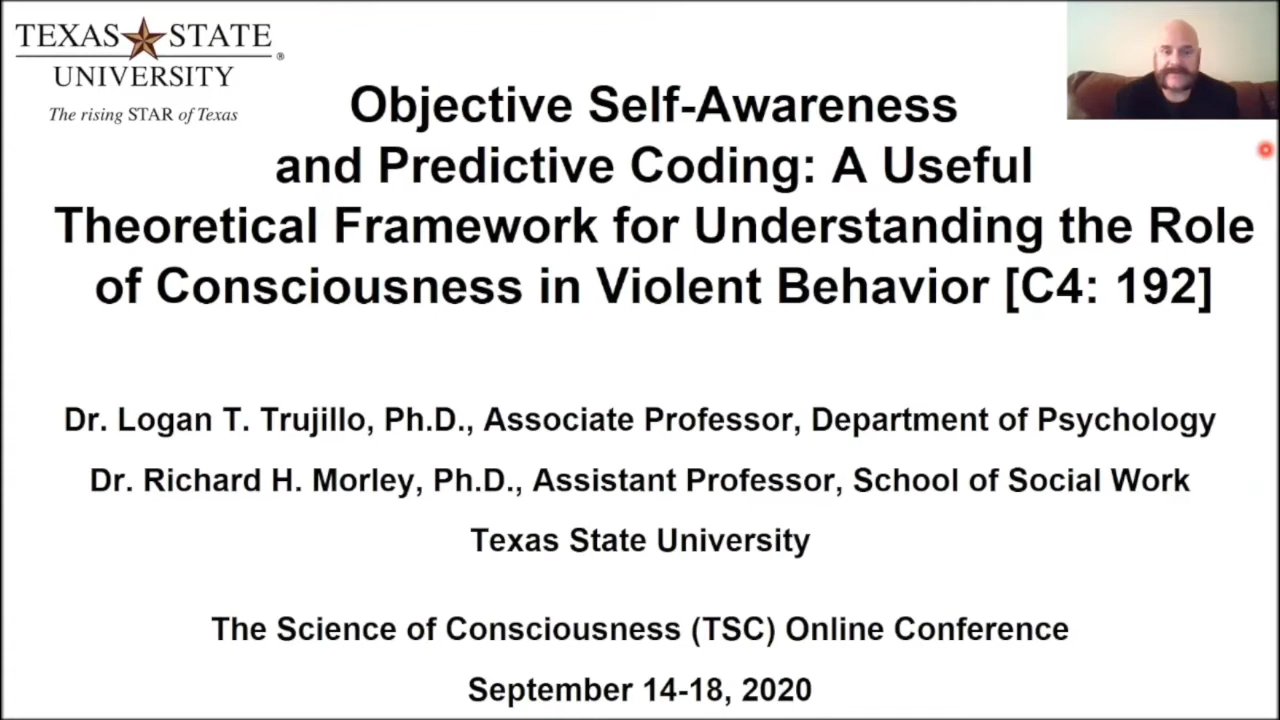 TEXAS STATE
UNIVERSITY
®
The rising STAR of Texas
Objective Self-Awareness
and Predictive Coding: A Useful
Theoretical Framework for Understanding the Role
of Consciousness in Violent Behavior [C4: 192]
Dr. Logan T. Trujillo, Ph.D., Associate Professor, Department of Psychology
Dr. Richard H. Morley, Ph.D., Assistant Professor, School of Social Work
Texas State University
The Science of Consciousness (TSC) Online Conference
September 14-18, 2020